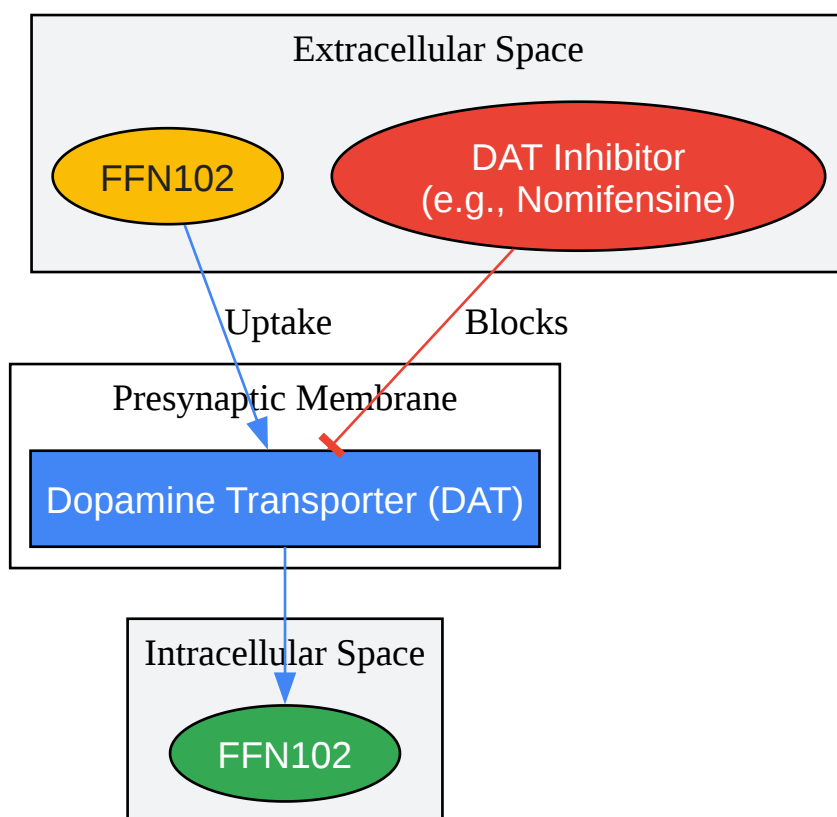 Extracellular Space
FFN102
DAT Inhibitor
(e.g., Nomifensine)
Uptake
Blocks
Presynaptic Membrane
Dopamine Transporter (DAT)
Intracellular Space
FFN102